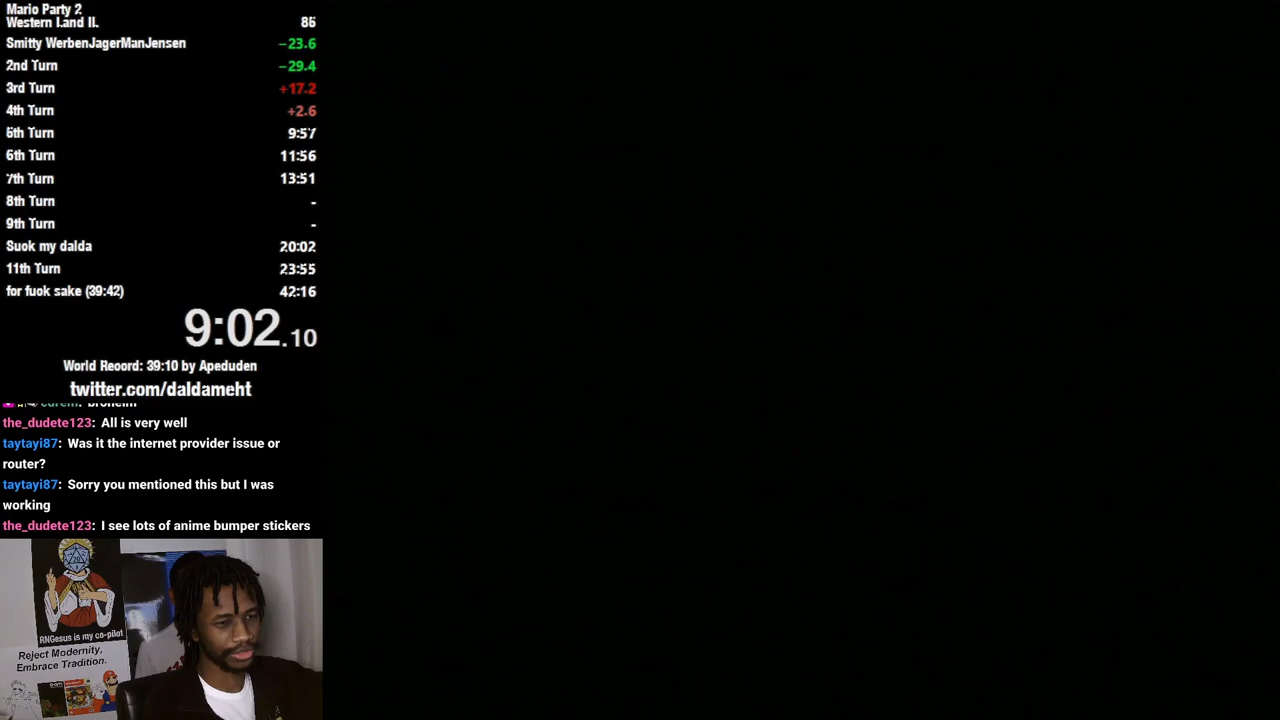 Mario Party 2
Western Land II. 86
Smitty WerbenJagerManJensen −23.6
2nd Turn −29.4
3rd Turn +17.2
4th Turn +2.6
5th Turn 9:57
6th Turn 11:56
7th Turn 13:51
8th Turn -
9th Turn -
Suck my dalda 20:02
11th Turn 23:55
for fuck sake (39:42) 42:16
9:02.10
World Record: 39:10 by Apeduden
twitter.com/daldameht
the_dudete123: All is very well
taytayi87: Was it the internet provider issue or
router?
taytayi87: Sorry you mentioned this but I was
working
the_dudete123: I see lots of anime bumper stickers
RNGesus is my co-pilot
Reject Modernity,
Embrace Tradition.